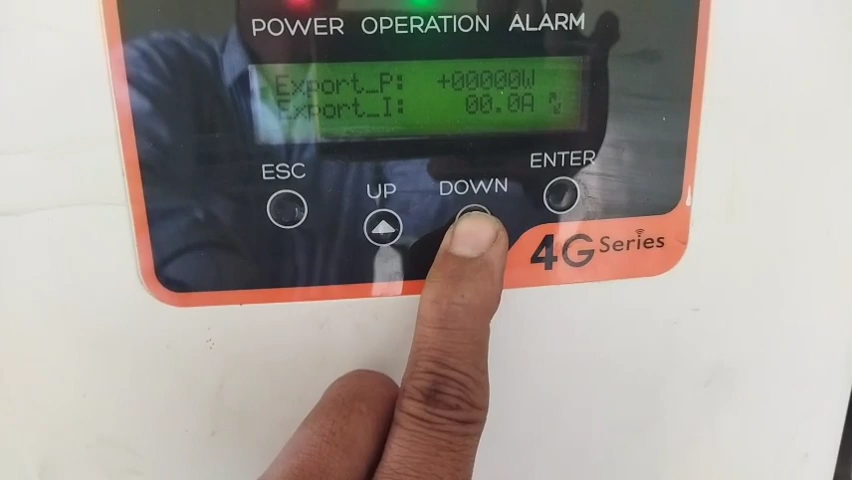 POWER OPERATION ALARM
Export_P: +00000W
Export_I: 00.0A
ESC
UP
DOWN
ENTER
4G Series